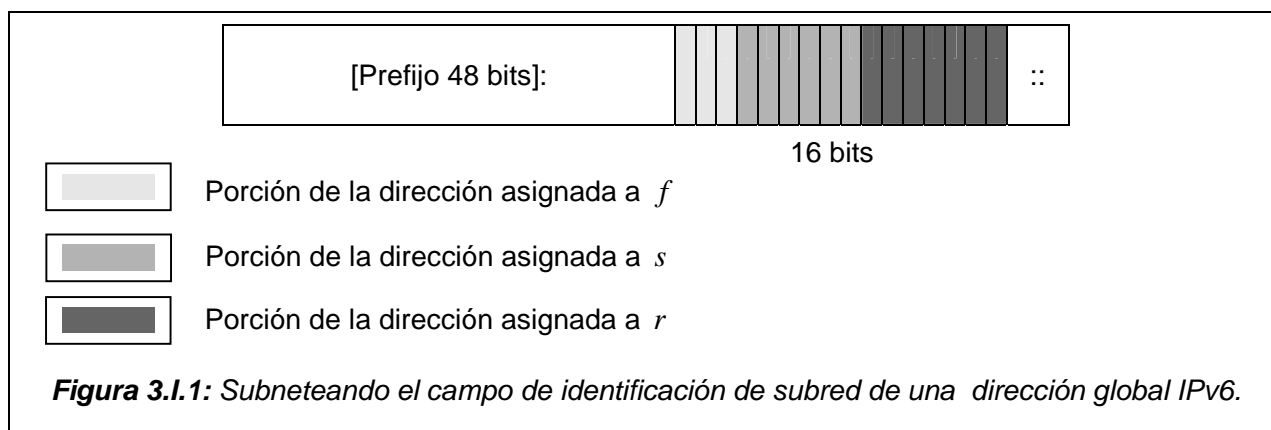 [Prefijo 48 bits]:
::
16 bits
Porción de la dirección asignada a f
Porción de la dirección asignada a s
Porción de la dirección asignada a r
Figura 3.I.1: Subneteando el campo de identificación de subred de una dirección global IPv6.